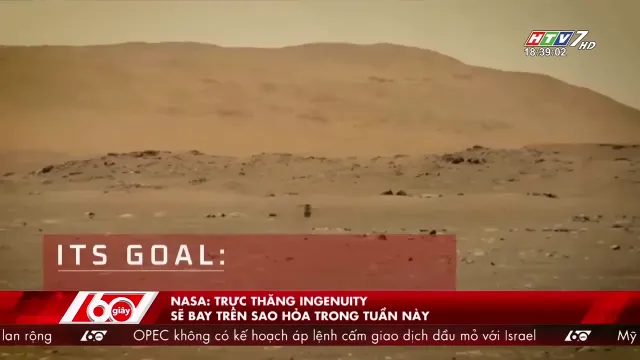 HTV7 HD
18:39:02
ITS GOAL:
60 giây
NASA: TRỰC THĂNG INGENUITY
SẼ BAY TRÊN SAO HỎA TRONG TUẦN NÀY
lan rộng 60 OPEC không có kế hoạch áp lệnh cấm giao dịch dầu mỏ với Israel 60 Mỹ